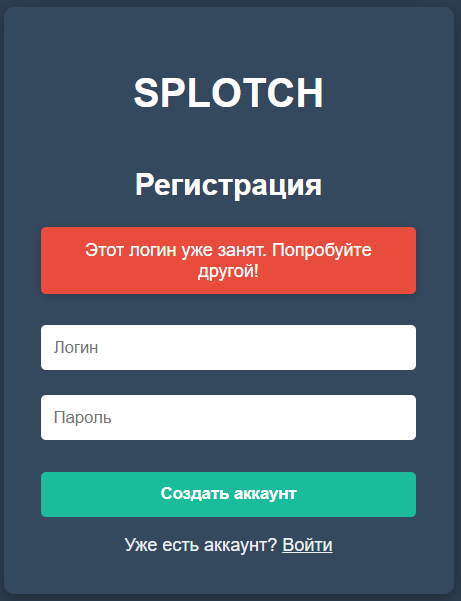 SPLOTCH
Регистрация
Этот логин уже занят. Попробуйте
другой!
Логин
Пароль
Создать аккаунт
Уже есть аккаунт? Войти